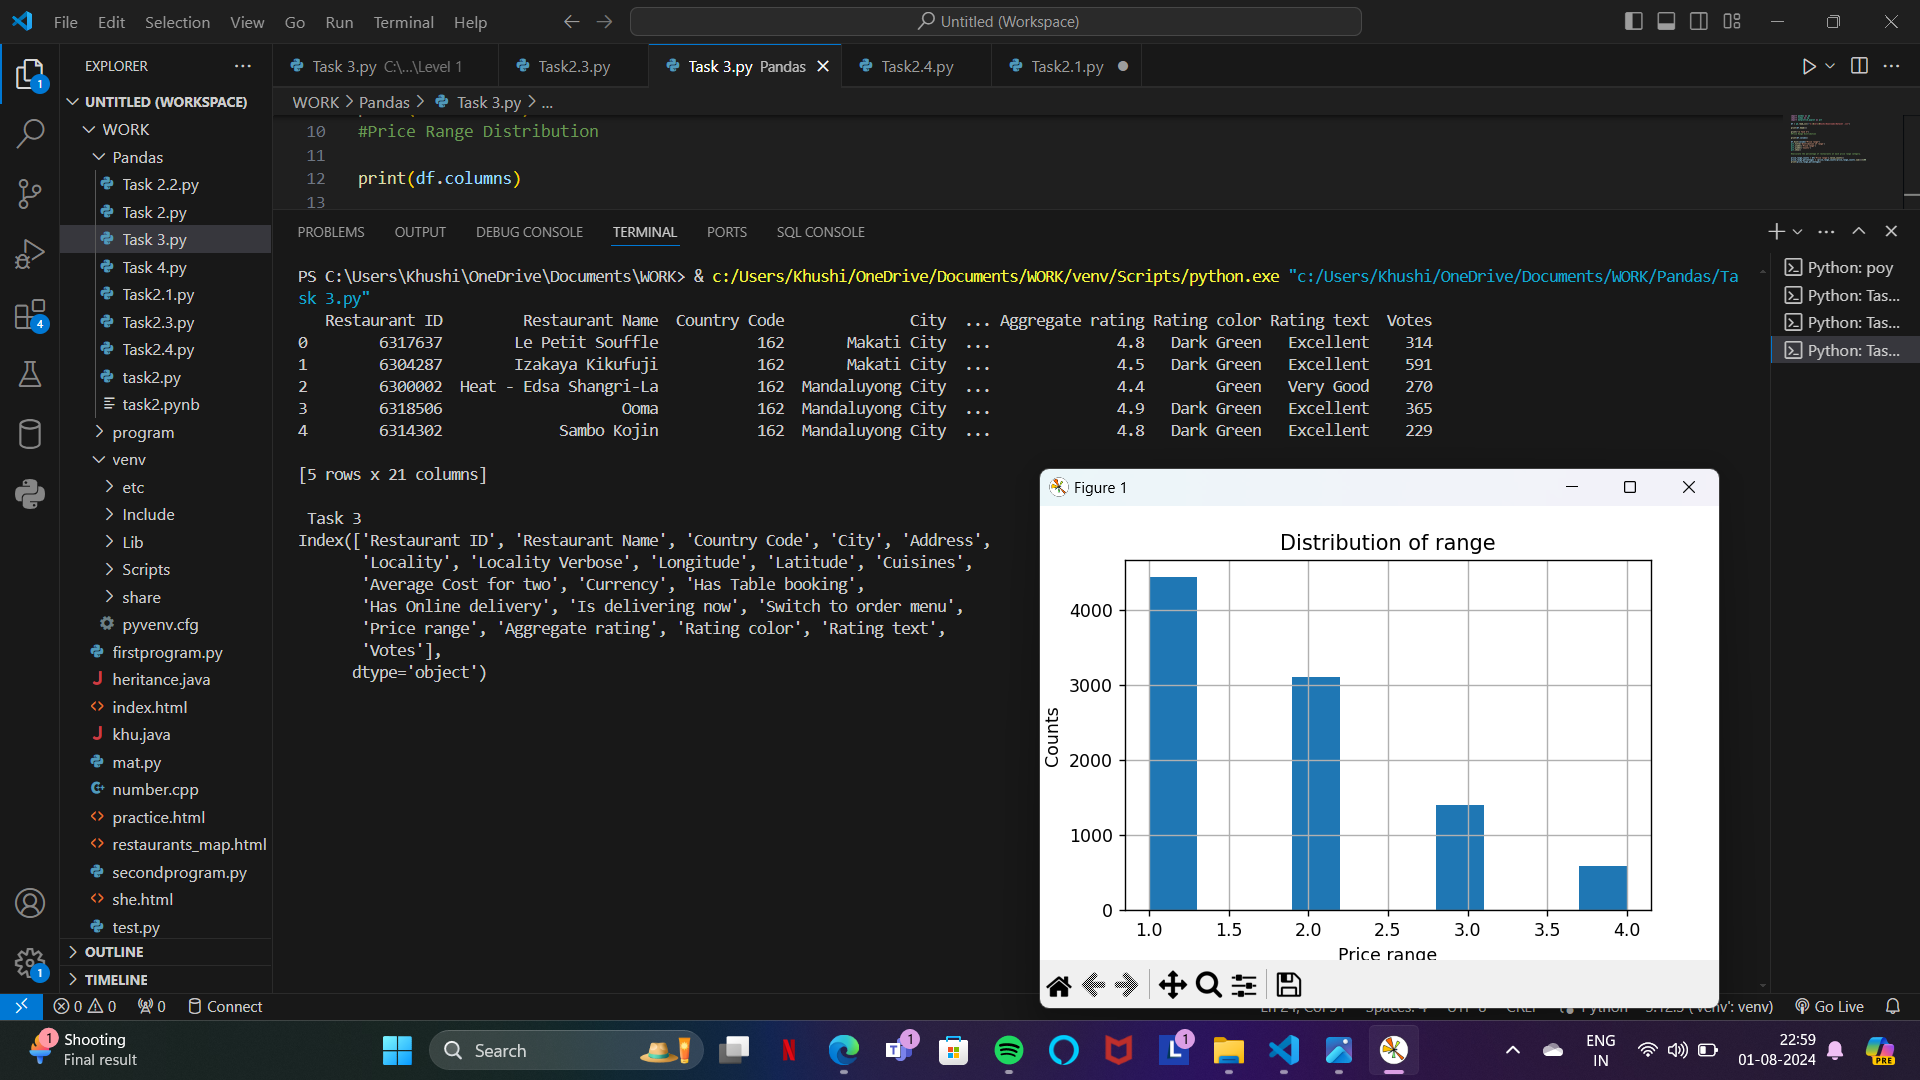 File Edit Selection View Go Run Terminal Help
Untitled (Workspace)
EXPLORER
Task 3.py C:\...\Level 1
Task2.3.py
Task 3.py Pandas
Task2.4.py
Task2.1.py
WORK > Pandas > Task 3.py > ...
UNTITLED (WORKSPACE)
WORK
Pandas
Task 2.2.py
Task 2.py
Task 3.py
Task 4.py
Task2.1.py
Task2.3.py
Task2.4.py
task2.py
task2.pynb
program
venv
etc
Include
Lib
Scripts
share
pyvenv.cfg
firstprogram.py
heritance.java
index.html
khu.java
mat.py
number.cpp
practice.html
restaurants_map.html
secondprogram.py
she.html
test.py
OUTLINE
TIMELINE
1
4
1
10 #Price Range Distribution
11
12 print(df.columns)
13
PROBLEMS OUTPUT DEBUG CONSOLE TERMINAL PORTS SQL CONSOLE
Python: poy
Python: Tas...
Python: Tas...
Python: Tas...
PS C:\Users\Khushi\OneDrive\Documents\WORK> & c:/Users/Khushi/OneDrive/Documents/WORK/venv/Scripts/python.exe "c:/Users/Khushi/OneDrive/Documents/WORK/Pandas/Ta
sk 3.py"
Restaurant ID Restaurant Name Country Code City ... Aggregate rating Rating color Rating text Votes
0 6317637 Le Petit Souffle 162 Makati City ... 4.8 Dark Green Excellent 314
1 6304287 Izakaya Kikufuji 162 Makati City ... 4.5 Dark Green Excellent 591
2 6300002 Heat - Edsa Shangri-La 162 Mandaluyong City ... 4.4 Green Very Good 270
3 6318506 Ooma 162 Mandaluyong City ... 4.9 Dark Green Excellent 365
4 6314302 Sambo Kojin 162 Mandaluyong City ... 4.8 Dark Green Excellent 229
[5 rows x 21 columns]
Task 3
Index(['Restaurant ID', 'Restaurant Name', 'Country Code', 'City', 'Address',
'Locality', 'Locality Verbose', 'Longitude', 'Latitude', 'Cuisines',
'Average Cost for two', 'Currency', 'Has Table booking',
'Has Online delivery', 'Is delivering now', 'Switch to order menu',
'Price range', 'Aggregate rating', 'Rating color', 'Rating text',
'Votes'],
dtype='object')
Figure 1
Distribution of range
Counts
4000
3000
2000
1000
0
1.0 1.5 2.0 2.5 3.0 3.5 4.0
Price range
0 0 0 Connect
Go Live
Shooting
Final result
1
Search
1
1
ENG
IN
22:59
01-08-2024
PRE